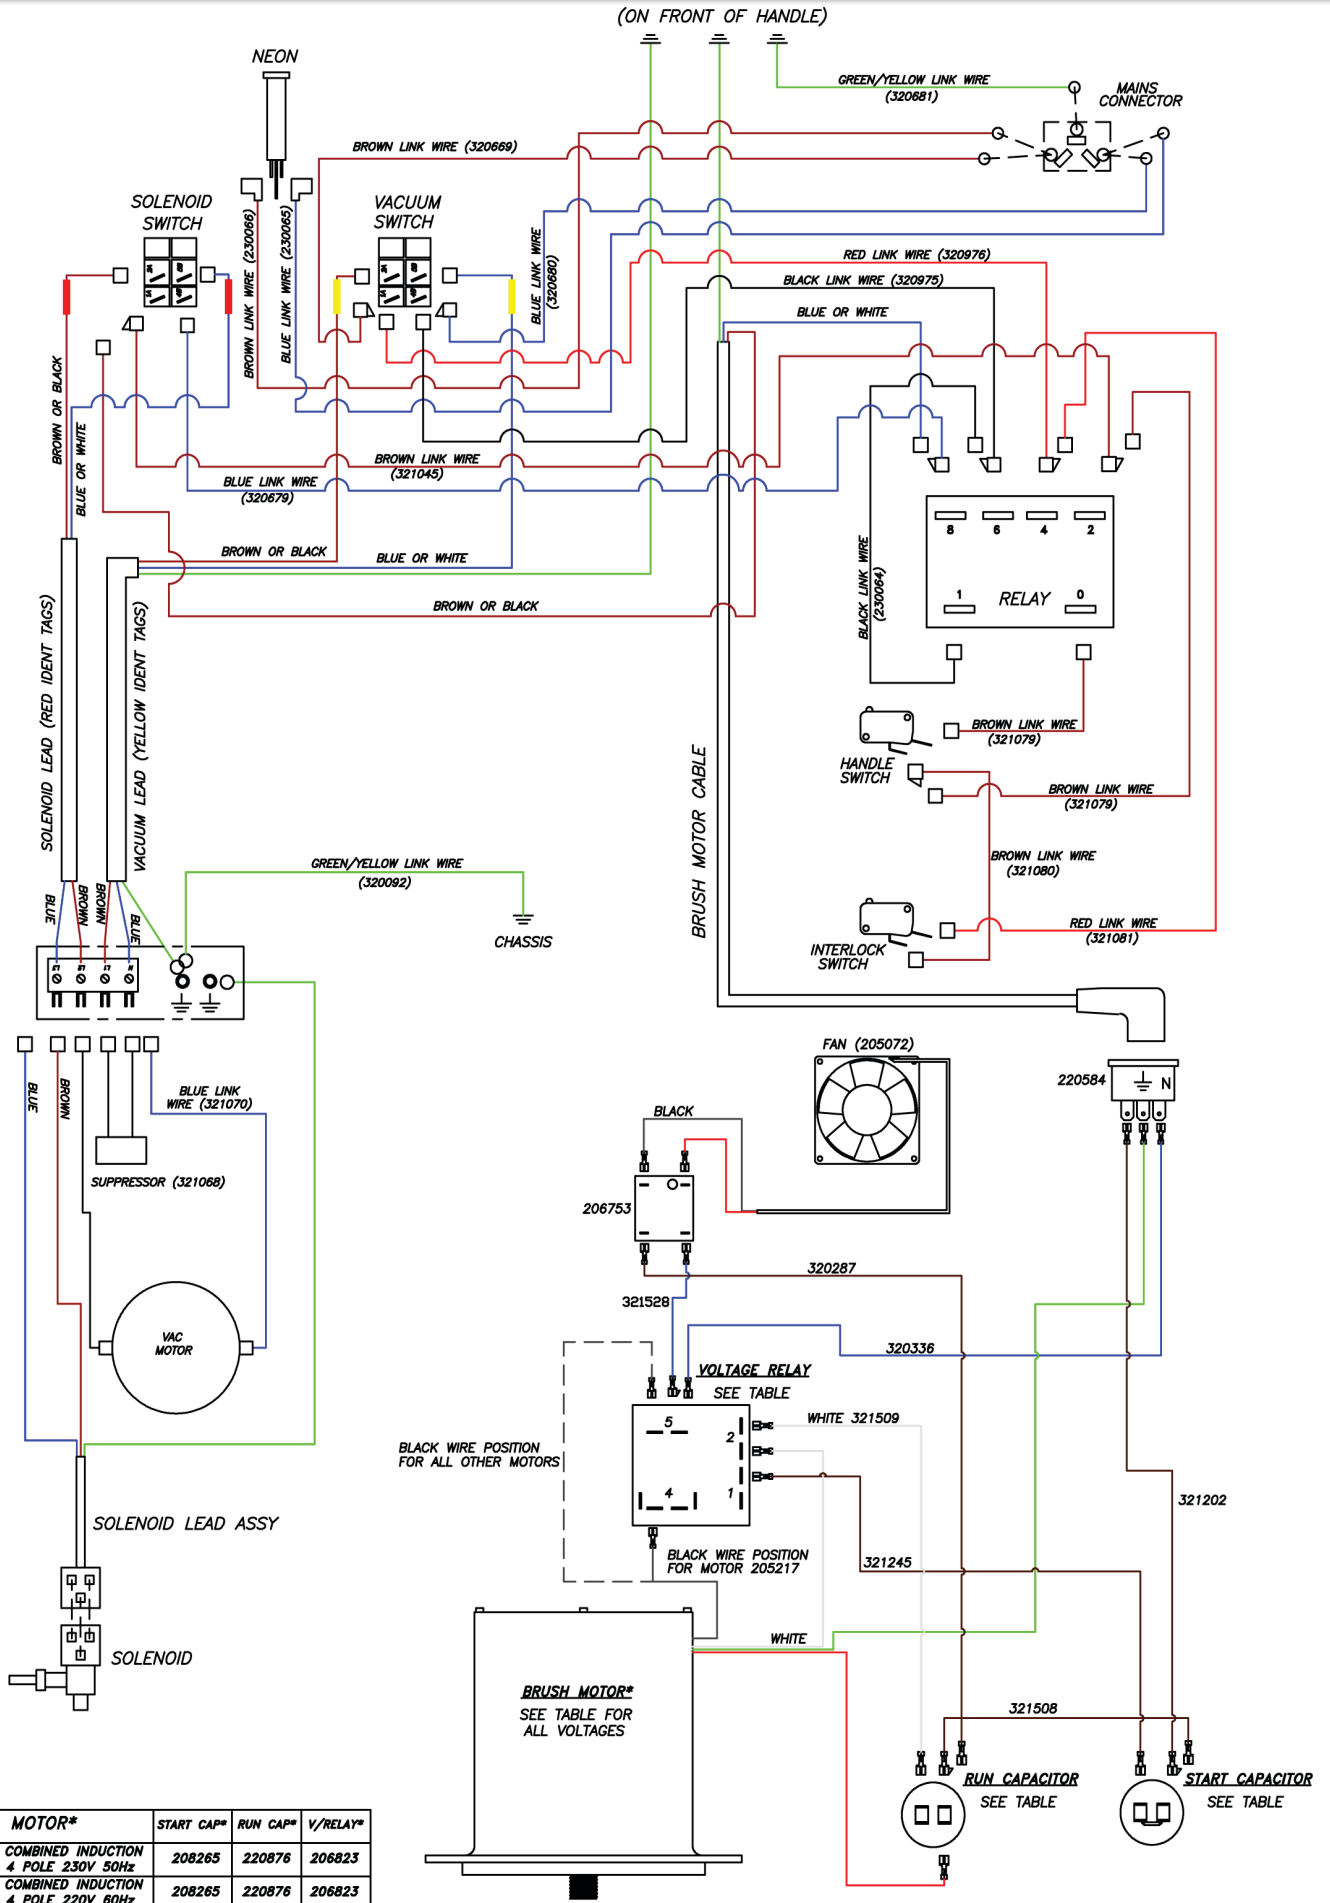 (ON FRONT OF HANDLE)
NEON
GREEN/YELLOW LINK WIRE
(320681)
MAINS
CONNECTOR
BROWN LINK WIRE (320669)
SOLENOID
SWITCH
VACUUM
SWITCH
BROWN LINK WIRE (230066)
BLUE LINK WIRE (230065)
BLUE LINK WIRE
(320680)
RED LINK WIRE (320976)
BLACK LINK WIRE (320975)
BLUE OR WHITE
2A
2B
1A
2A
2B
1A
BROWN OR BLACK
BLUE OR WHITE
BROWN LINK WIRE
(321045)
BLUE LINK WIRE
(320679)
BROWN OR BLACK
BLUE OR WHITE
BROWN OR BLACK
8
6
4
2
1
RELAY
0
BLACK LINK WIRE
(230064)
SOLENOID LEAD (RED IDENT TAGS)
VACUUM LEAD (YELLOW IDENT TAGS)
BRUSH MOTOR CABLE
BROWN LINK WIRE
(321079)
HANDLE
SWITCH
BROWN LINK WIRE
(321079)
BROWN LINK WIRE
(321080)
RED LINK WIRE
(321081)
INTERLOCK
SWITCH
GREEN/YELLOW LINK WIRE
(320092)
CHASSIS
BLUE
BROWN
BROWN
BLUE
BLUE
BROWN
BLUE LINK
WIRE (321070)
SUPPRESSOR (321068)
VAC
MOTOR
FAN (205072)
220584
N
BLACK
206753
320287
321528
320336
VOLTAGE RELAY
SEE TABLE
5
2
4
1
WHITE 321509
BLACK WIRE POSITION
FOR ALL OTHER MOTORS
321202
SOLENOID LEAD ASSY
BLACK WIRE POSITION
FOR MOTOR 205217
321245
WHITE
SOLENOID
BRUSH MOTOR*
SEE TABLE FOR
ALL VOLTAGES
321508
RUN CAPACITOR
SEE TABLE
START CAPACITOR
SEE TABLE
MOTOR* START CAP* RUN CAP* V/RELAY*
COMBINED INDUCTION
4 POLE 230V 50Hz 208265 220876 206823
COMBINED INDUCTION
4 POLE 220V 60Hz 208265 220876 206823